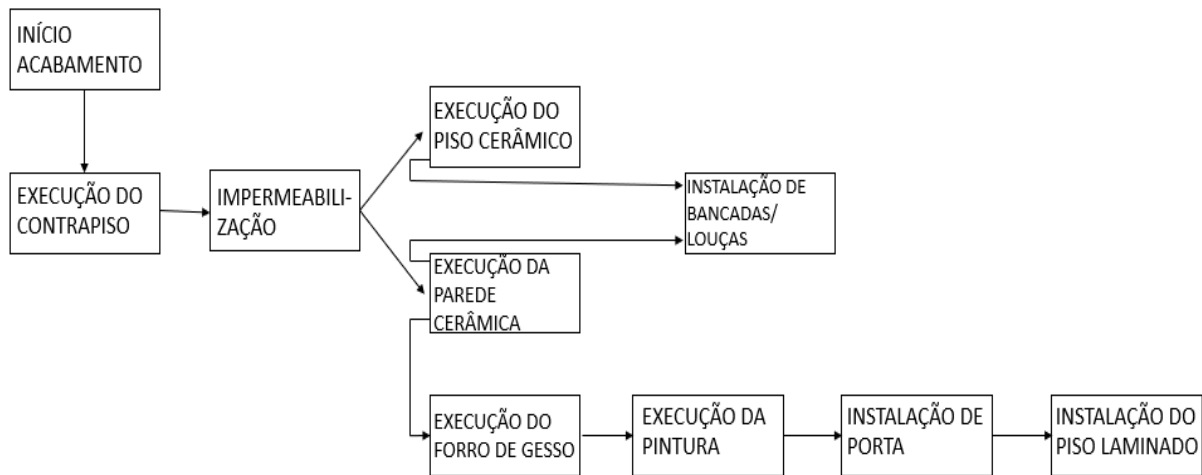 INÍCIO
ACABAMENTO
EXECUÇÃO DO
CONTRAPISO
IMPERMEABILI-
ZAÇÃO
EXECUÇÃO DO
PISO CERÂMICO
INSTALAÇÃO DE
BANCADAS/
LOUÇAS
EXECUÇÃO DA
PAREDE
CERÂMICA
EXECUÇÃO DO
FORRO DE GESSO
EXECUÇÃO DA
PINTURA
INSTALAÇÃO DE
PORTA
INSTALAÇÃO DO
PISO LAMINADO